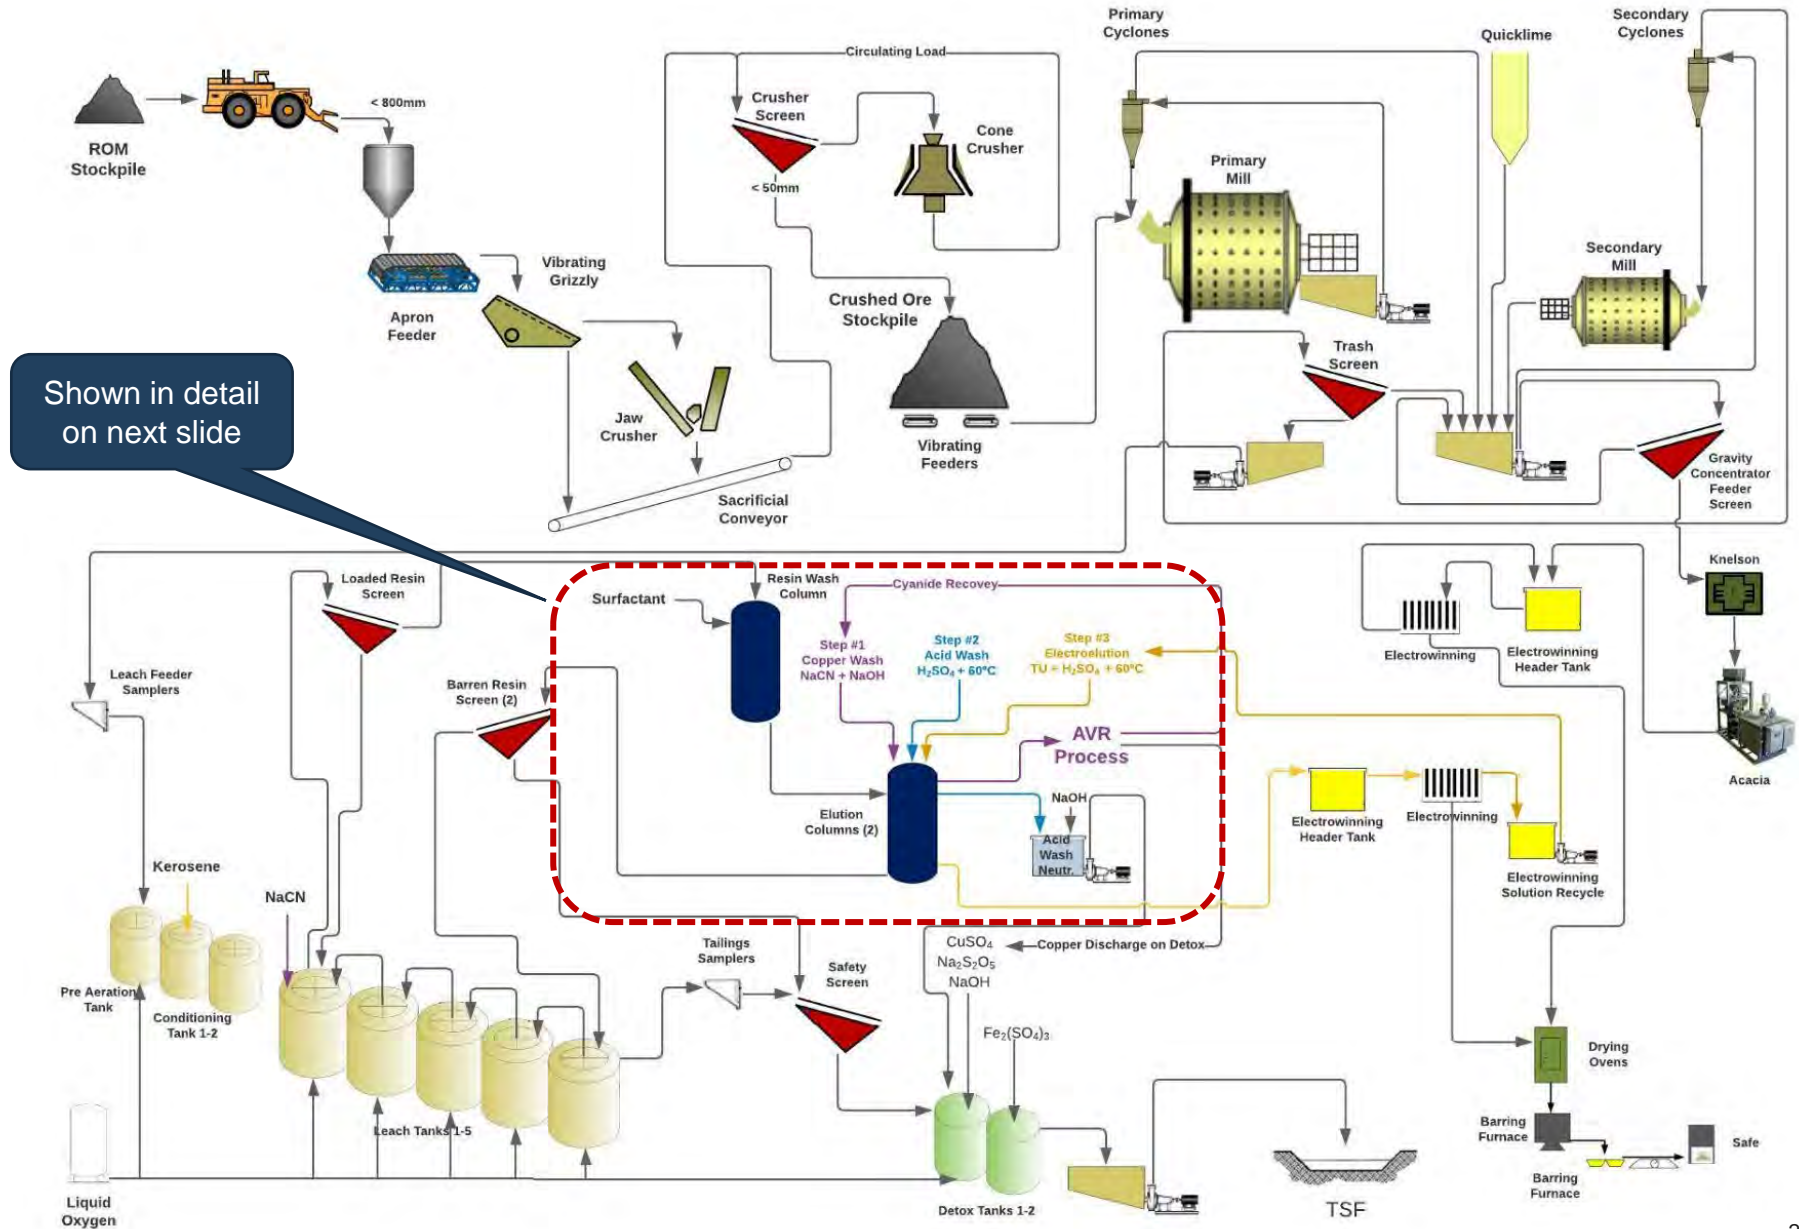 Primary
Cyclones
Quicklime
Secondary
Cyclones
Circulating Load
ROM
Stockpile
< 800mm
Crusher
Screen
< 50mm
Cone
Crusher
Primary
Mill
Secondary
Mill
Vibrating
Grizzly
Apron
Feeder
Crushed Ore
Stockpile
Vibrating
Feeders
Trash
Screen
Gravity
Concentrator
Feeder
Screen
Jaw
Crusher
Sacrificial
Conveyor
Shown in detail
on next slide
Loaded Resin
Screen
Surfactant
Resin Wash
Column
Cyanide Recovey
Step #1
Copper Wash
NaCN + NaOH
Step #2
Acid Wash
H₂SO₄ + 60°C
Step #3
Electroelution
TU + H₂SO₄ + 60°C
Knelson
Electrowinning
Electrowinning
Header Tank
Acacia
Leach Feeder
Samplers
Barren Resin
Screen (2)
AVR
Process
Elution
Columns (2)
NaOH
Acid
Wash
Neutr.
Electrowinning
Header Tank
Electrowinning
Electrowinning
Solution Recycle
Kerosene
NaCN
Pre Aeration
Tank
Conditioning
Tank 1-2
Leach Tanks 1-5
Tailings
Samplers
Safety
Screen
CuSO₄
Na₂S₂O₅
NaOH
Copper Discharge on Detox
Fe₂(SO₄)₃
Liquid
Oxygen
Detox Tanks 1-2
TSF
Drying
Ovens
Barring
Furnace
Barring
Furnace
Safe